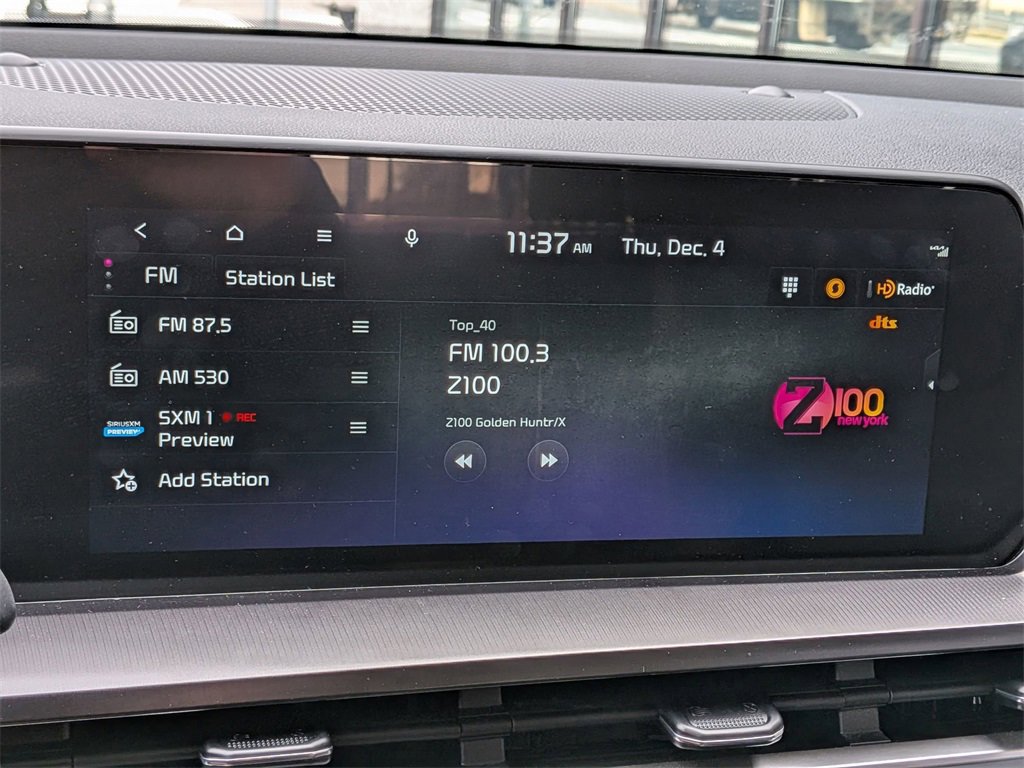 11:37 AM Thu, Dec. 4
KIA
FM Station List
HD Radio
dts
FM 87.5
AM 530
SIRIUSXM PREVIEW
SXM 1 REC
Preview
Add Station
Top_40
FM 100.3
Z100
Z100 Golden Huntr/X
Z100
new york